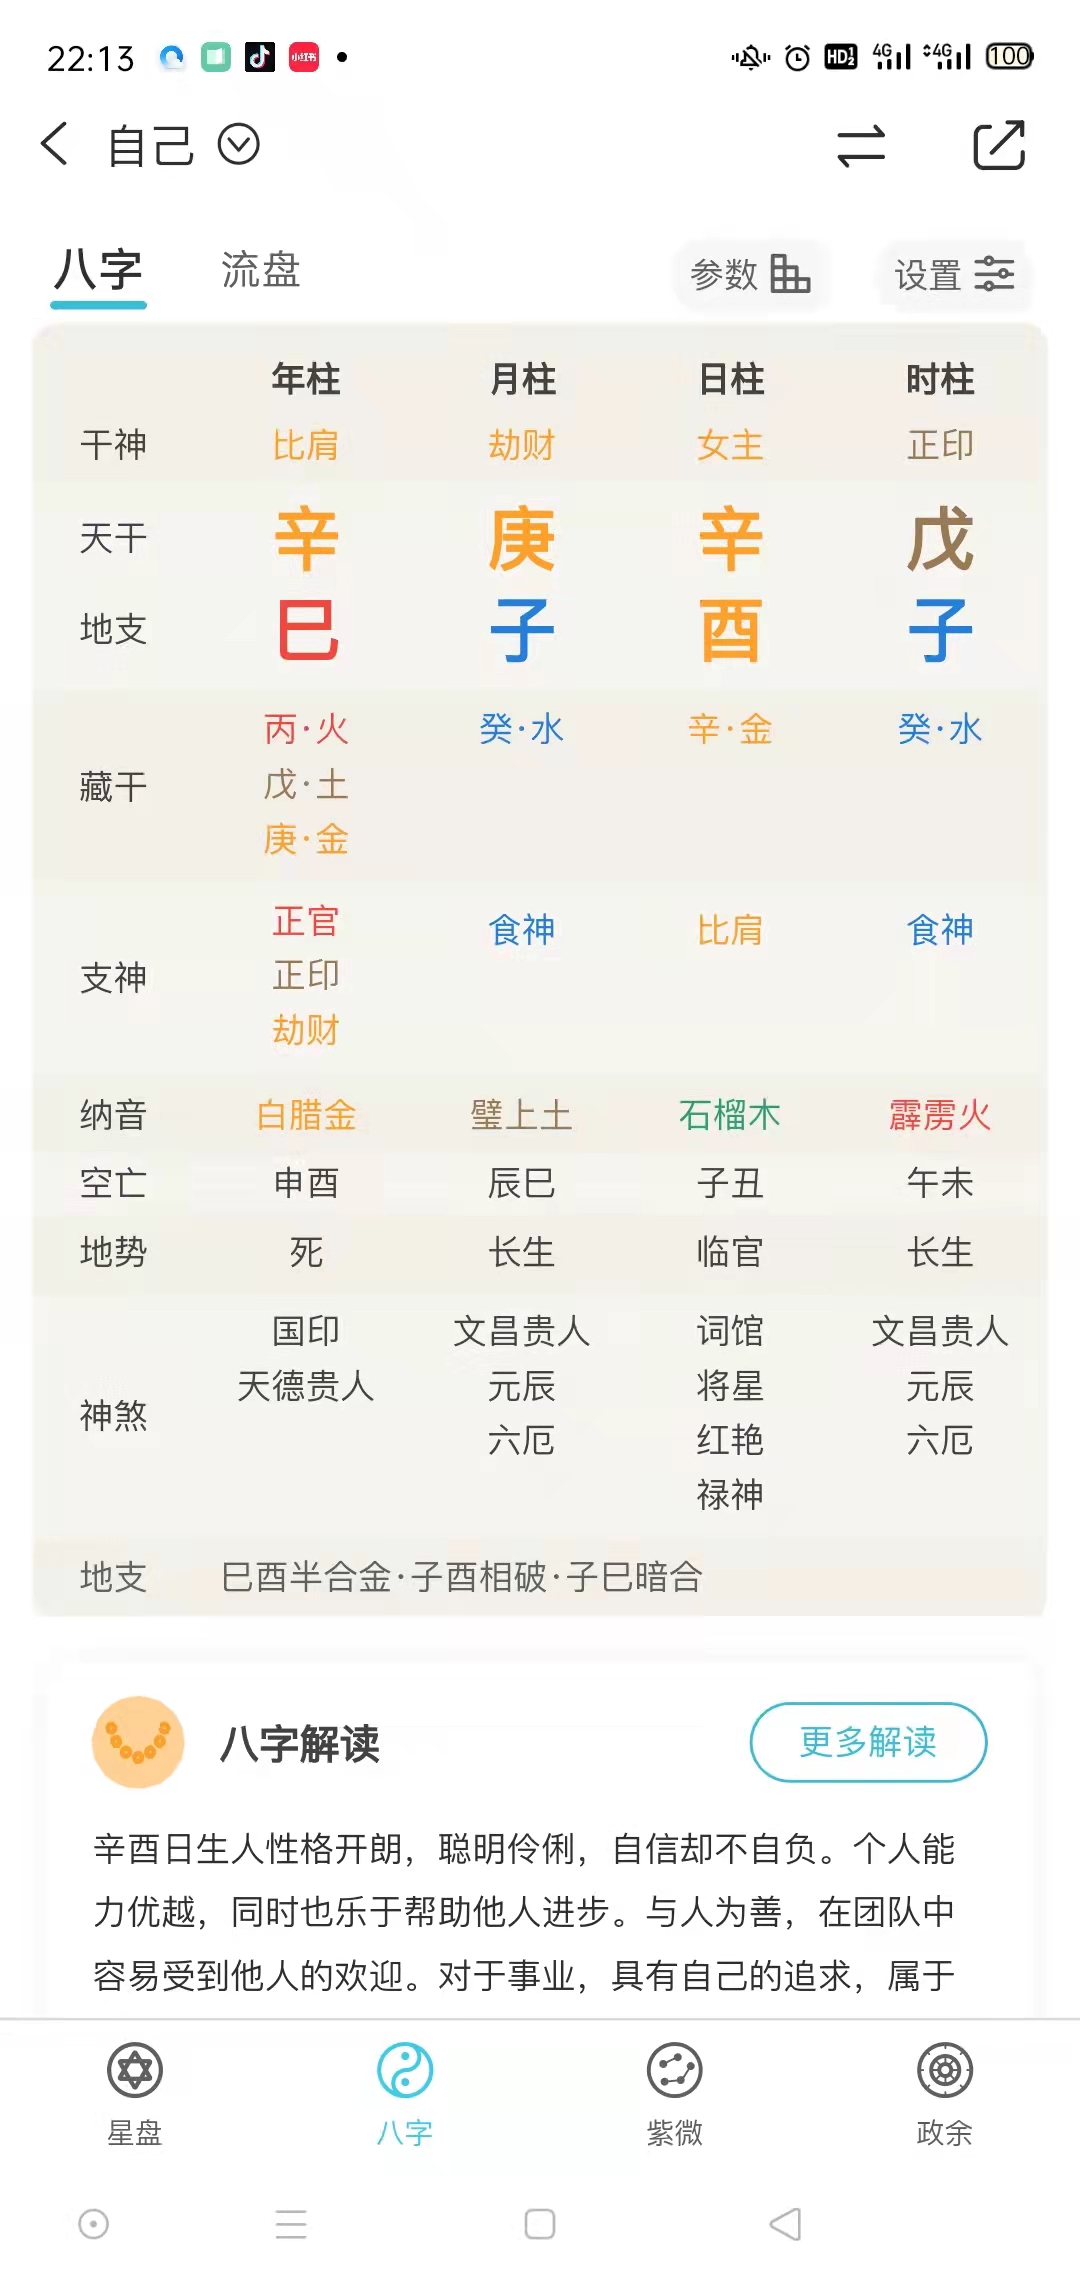 22:13 小红书 HD 1 2 4G 4G 100
自己
八字 流盘 参数 设置
年柱 月柱 日柱 时柱
干神 比肩 劫财 女主 正印
天干 辛 庚 辛 戊
地支 巳 子 酉 子
藏干 丙·火 癸·水 辛·金 癸·水
戊·土
庚·金
支神 正官 食神 比肩 食神
正印
劫财
纳音 白腊金 璧上土 石榴木 霹雳火
空亡 申酉 辰巳 子丑 午未
地势 死 长生 临官 长生
神煞 国印 文昌贵人 词馆 文昌贵人
天德贵人 元辰 将星 元辰
六厄 红艳 六厄
禄神
地支 巳酉半合金·子酉相破·子巳暗合
八字解读 更多解读
辛酉日生人性格开朗，聪明伶俐，自信却不自负。个人能
力优越，同时也乐于帮助他人进步。与人为善，在团队中
容易受到他人的欢迎。对于事业，具有自己的追求，属于
星盘 八字 紫微 政余